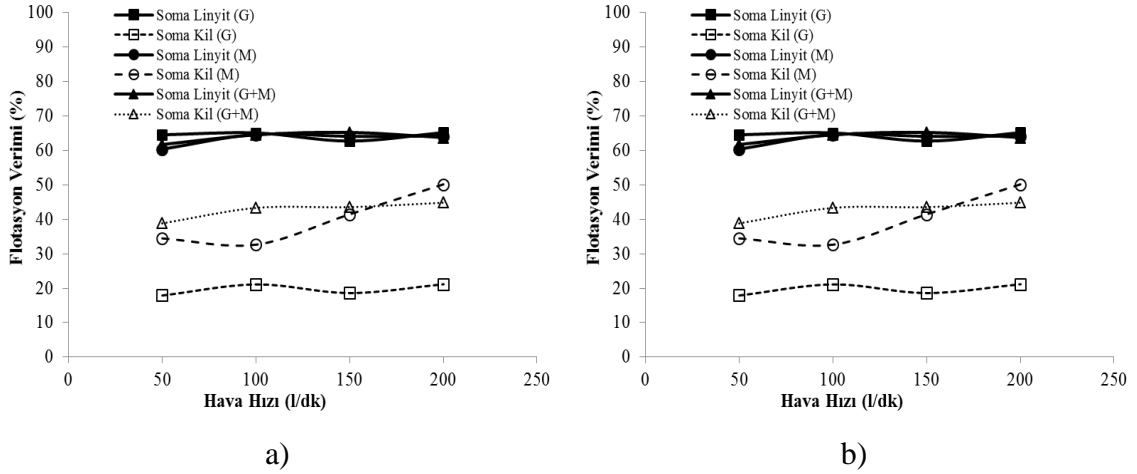 Soma Linyit (G)
Soma Kil (G)
Soma Linyit (M)
Soma Kil (M)
Soma Linyit (G+M)
Soma Kil (G+M)
100
90
80
70
60
50
40
30
20
10
0
Flotasyon Verimi (%)
0 50 100 150 200 250
Hava Hızı (l/dk)
a)
Soma Linyit (G)
Soma Kil (G)
Soma Linyit (M)
Soma Kil (M)
Soma Linyit (G+M)
Soma Kil (G+M)
100
90
80
70
60
50
40
30
20
10
0
Flotasyon Verimi (%)
0 50 100 150 200 250
Hava Hızı (l/dk)
b)